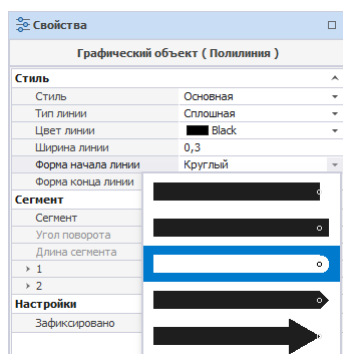 Свойства
Графический объект ( Полилиния )
Стиль
Стиль Основная
Тип линии Сплошная
Цвет линии Black
Ширина линии 0,3
Форма начала линии Круглый
Форма конца линии
Сегмент
Сегмент
Угол поворота
Длина сегмента
1
2
Настройки
Зафиксировано